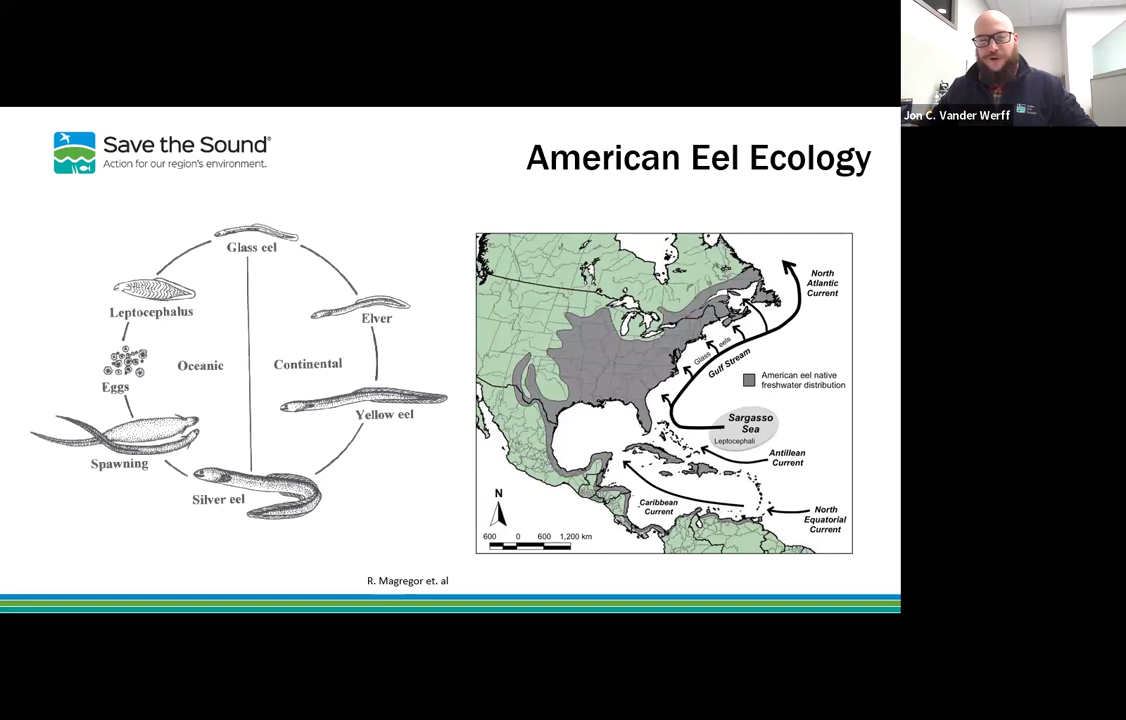 Jon C. Vander Werff
Save the Sound®
Action for our region's environment.
American Eel Ecology
Glass eel
Leptocephalus
Elver
Oceanic
Continental
Eggs
Yellow eel
Spawning
Silver eel
North
Atlantic
Current
Glass eels
Gulf Stream
American eel native
freshwater distribution
Sargasso
Sea
Leptocephali
Antillean
Current
Caribbean
Current
North
Equatorial
Current
N
600 0 600 1,200 km
R. Magregor et. al